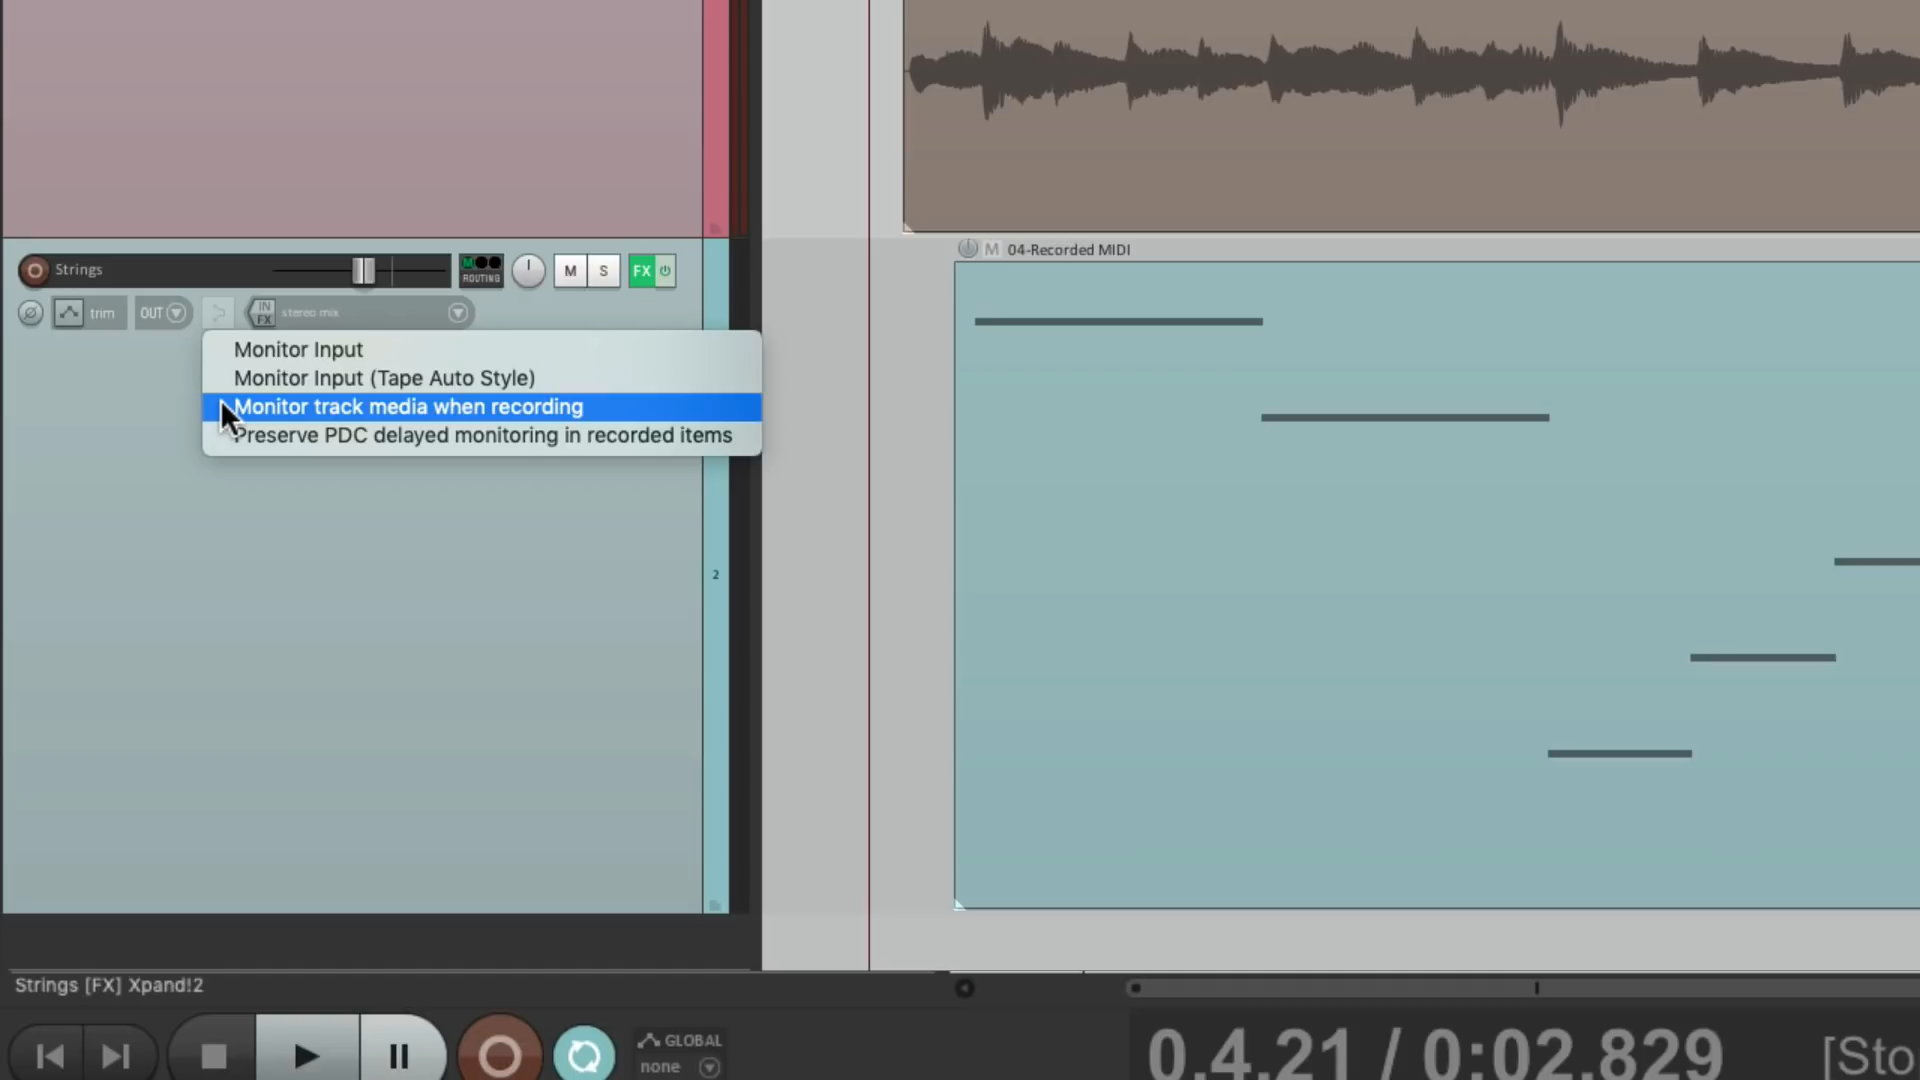 04-Recorded MIDI
M
Strings
M
ROUTING
M
S
FX
trim
OUT
IN
FX
stereo mix
Monitor Input
Monitor Input (Tape Auto Style)
Monitor track media when recording
Preserve PDC delayed monitoring in recorded items
2
Strings [FX] Xpand!2
GLOBAL
none
0.4.21 / 0:02.829
[Sto